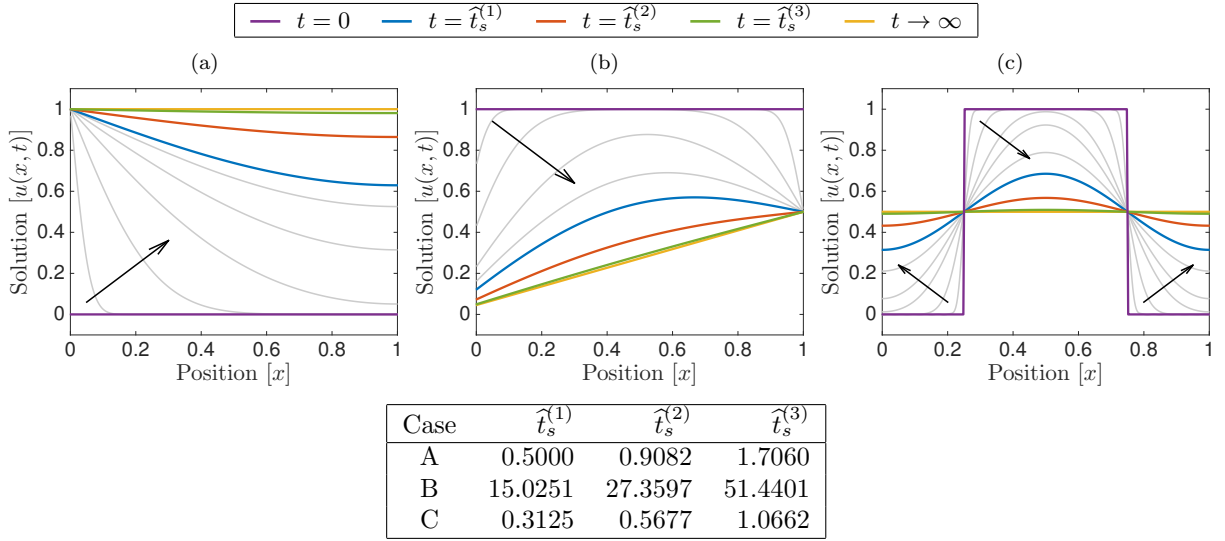 t = 0 t = t̂_s^(1) t = t̂_s^(2) t = t̂_s^(3) t → ∞
(a) (b) (c)
Solution [u(x, t)]
1
0.8
0.6
0.4
0.2
0
0 0.2 0.4 0.6 0.8 1
Position [x]
Solution [u(x, t)]
1
0.8
0.6
0.4
0.2
0
0 0.2 0.4 0.6 0.8 1
Position [x]
Solution [u(x, t)]
1
0.8
0.6
0.4
0.2
0
0 0.2 0.4 0.6 0.8 1
Position [x]
Case t̂_s^(1) t̂_s^(2) t̂_s^(3)
A 0.5000 0.9082 1.7060
B 15.0251 27.3597 51.4401
C 0.3125 0.5677 1.0662